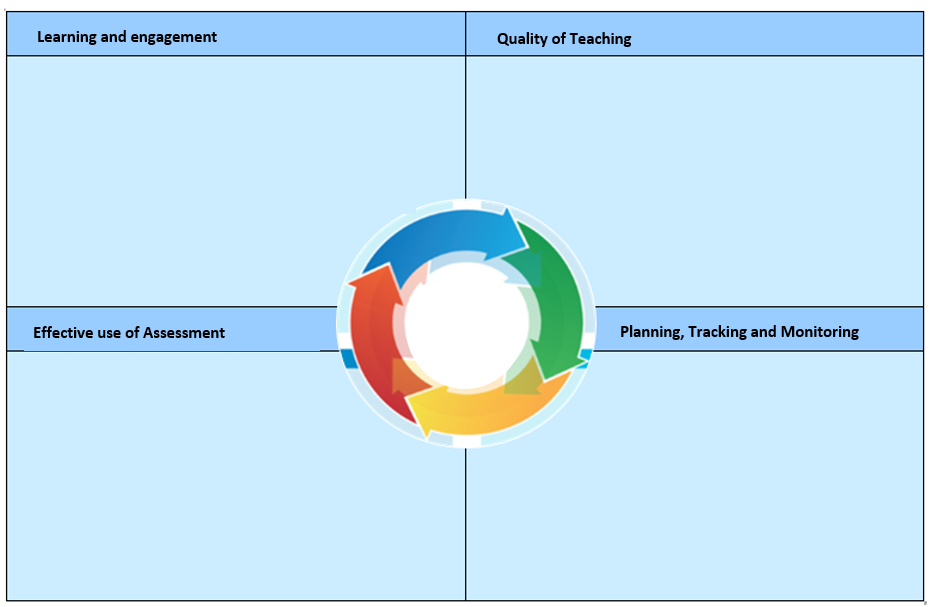 Learning and engagement
Quality of Teaching
Effective use of Assessment
Planning, Tracking and Monitoring